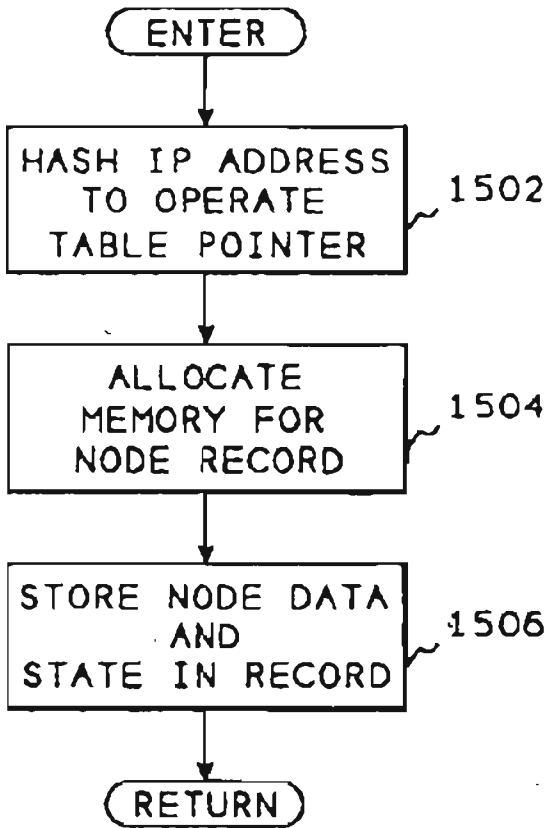 ENTER
HASH IP ADDRESS
TO OPERATE
TABLE POINTER
1502
ALLOCATE
MEMORY FOR
NODE RECORD
1504
STORE NODE DATA
AND
STATE IN RECORD
1506
RETURN